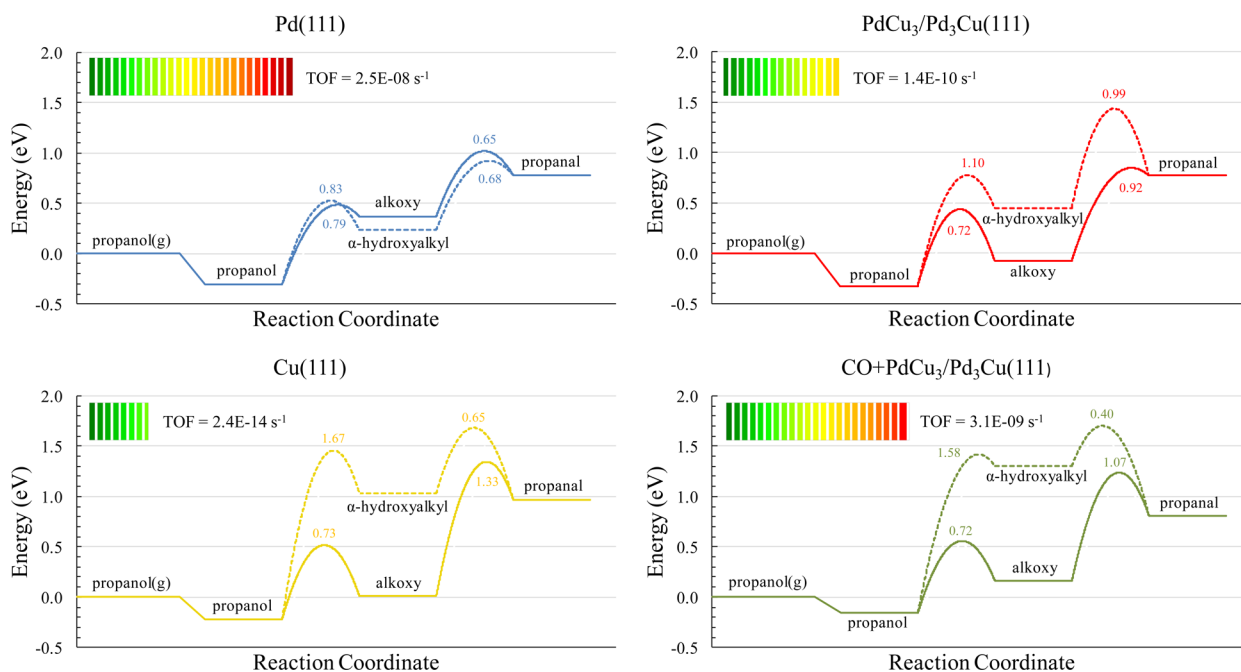 Pd(111)
Energy (eV)
2.0
1.5
1.0
0.5
0.0
-0.5
TOF = 2.5E-08 s⁻¹
propanol(g)
propanol
0.83
0.79
alkoxy
α-hydroxyalkyl
0.65
0.68
propanal
Reaction Coordinate
PdCu₃/Pd₃Cu(111)
Energy (eV)
2.0
1.5
1.0
0.5
0.0
-0.5
TOF = 1.4E-10 s⁻¹
propanol(g)
propanol
1.10
0.72
α-hydroxyalkyl
alkoxy
0.99
0.92
propanal
Reaction Coordinate
Cu(111)
Energy (eV)
2.0
1.5
1.0
0.5
0.0
-0.5
TOF = 2.4E-14 s⁻¹
propanol(g)
propanol
1.67
0.73
α-hydroxyalkyl
alkoxy
0.65
1.33
propanal
Reaction Coordinate
CO+PdCu₃/Pd₃Cu(111)
Energy (eV)
2.0
1.5
1.0
0.5
0.0
-0.5
TOF = 3.1E-09 s⁻¹
propanol(g)
propanol
1.58
0.72
α-hydroxyalkyl
alkoxy
0.40
1.07
propanal
Reaction Coordinate